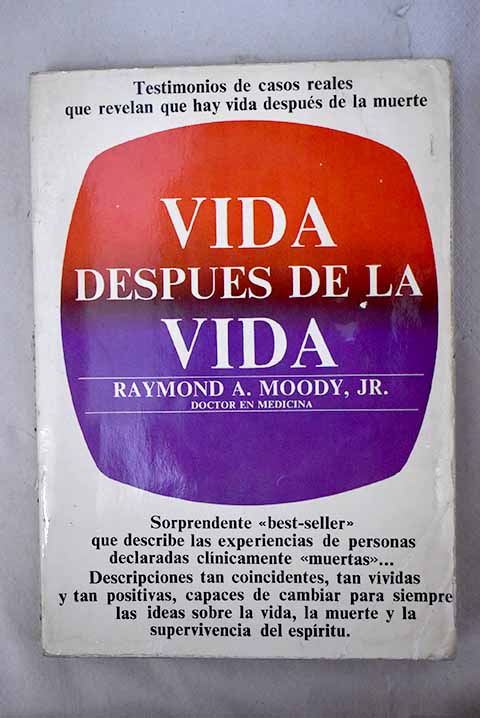 Testimonios de casos reales
que revelan que hay vida después de la muerte
VIDA
DESPUES DE LA
VIDA
RAYMOND A. MOODY, JR.
DOCTOR EN MEDICINA
Sorprendente «best-seller»
que describe las experiencias de personas
declaradas clínicamente «muertas»...
Descripciones tan coincidentes, tan vividas
y tan positivas, capaces de cambiar para siempre
las ideas sobre la vida, la muerte y la
supervivencia del espíritu.